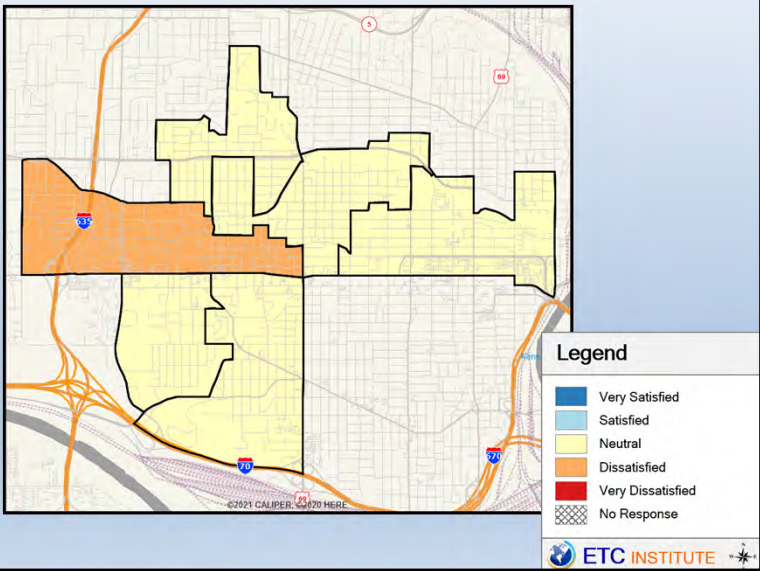 5
69
635
Legend
Kans
Very Satisfied
Satisfied
Neutral
Dissatisfied
670
Very Dissatisfied
70
69
No Response
©2021 CALIPER; ©2020 HERE
ETC INSTITUTE
N
W
E
S